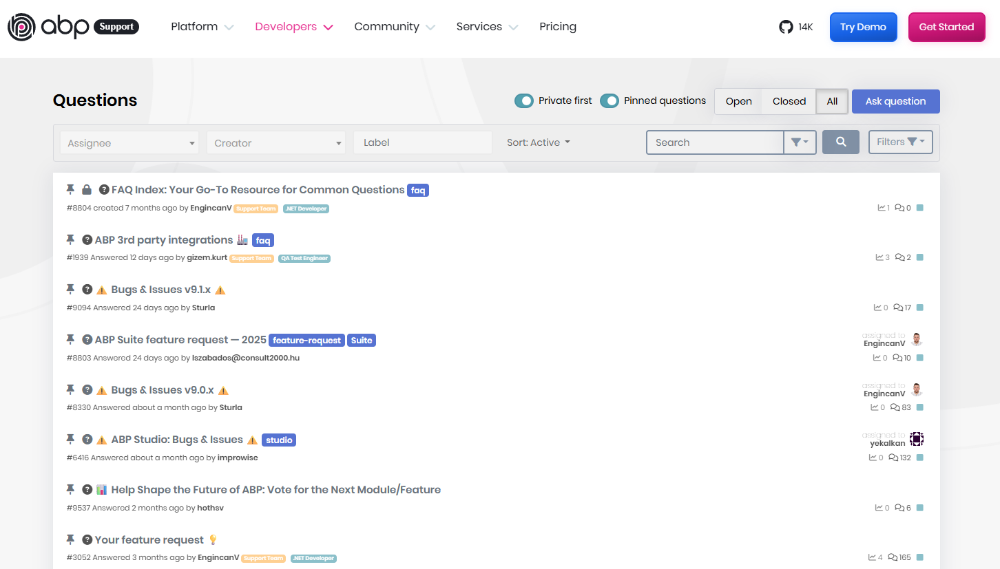 abp Support Platform Developers Community Services Pricing 14K Try Demo Get Started
Questions Private first Pinned questions Open Closed All Ask question
Assignee Creator Label Sort: Active Search Filters
FAQ Index: Your Go-To Resource for Common Questions faq
#8804 created 7 months ago by EngincanV Support Team .NET Developer 1 0
ABP 3rd party integrations 🏭 faq
#1939 Answered 12 days ago by gizem.kurt Support Team QA Test Engineer 3 2
⚠️ Bugs & Issues v9.1.x ⚠️
#9094 Answered 24 days ago by Sturla 0 17
ABP Suite feature request — 2025 feature-request Suite
assigned to
EngincanV
#8803 Answered 24 days ago by lszabados@consult2000.hu 0 10
⚠️ Bugs & Issues v9.0.x ⚠️
assigned to
EngincanV
#8330 Answered about a month ago by Sturla 0 83
⚠️ ABP Studio: Bugs & Issues ⚠️ studio
assigned to
yekalkan
#6416 Answered about a month ago by improwise 0 132
📊 Help Shape the Future of ABP: Vote for the Next Module/Feature
#9537 Answered 2 months ago by hothsv 0 6
Your feature request 💡
#3052 Answered 3 months ago by EngincanV Support Team .NET Developer 4 165